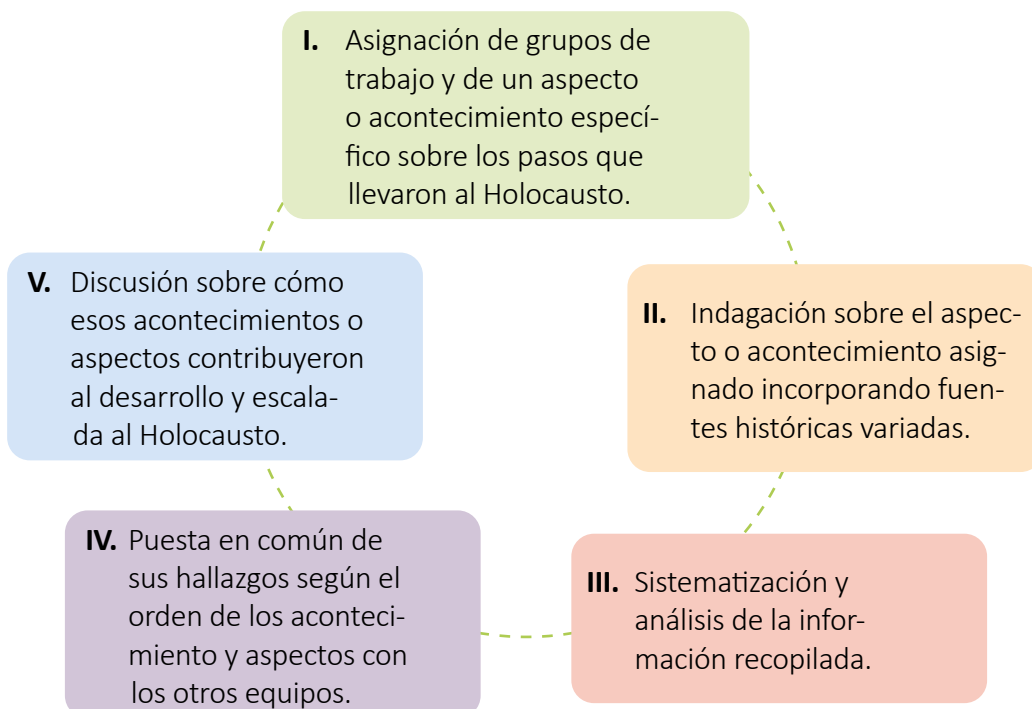 I. Asignación de grupos de
trabajo y de un aspecto
o acontecimiento especí-
fico sobre los pasos que
llevaron al Holocausto.
II. Indagación sobre el aspec-
to o acontecimiento asig-
nado incorporando fuen-
tes históricas variadas.
III. Sistematización y
análisis de la infor-
mación recopilada.
IV. Puesta en común de
sus hallazgos según el
orden de los aconteci-
miento y aspectos con
los otros equipos.
V. Discusión sobre cómo
esos acontecimientos o
aspectos contribuyeron
al desarrollo y escala-
da al Holocausto.